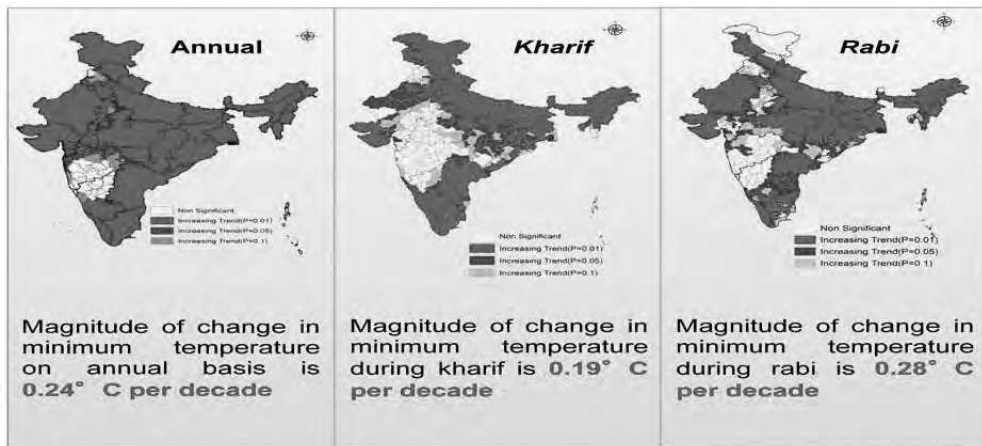 Annual
Non Significant
Increasing Trend(P=0.01)
Increasing Trend(P=0.05)
Increasing Trend(P=0.1)
Magnitude of change in
minimum temperature
on annual basis is
0.24° C per decade
Kharif
Non Significant
Increasing Trend(P=0.01)
Increasing Trend(P=0.05)
Increasing Trend(P=0.1)
Magnitude of change in
minimum temperature
during kharif is 0.19° C
per decade
Rabi
Non Significant
Increasing Trend(P=0.01)
Increasing Trend(P=0.05)
Increasing Trend(P=0.1)
Magnitude of change in
minimum temperature
during rabi is 0.28° C
per decade